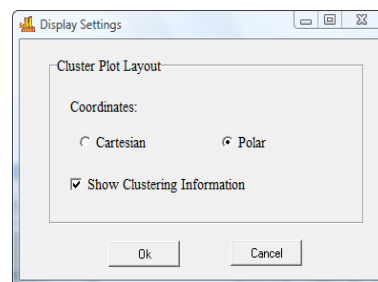 Display Settings
Cluster Plot Layout
Coordinates:
Cartesian Polar
Show Clustering Information
Ok Cancel